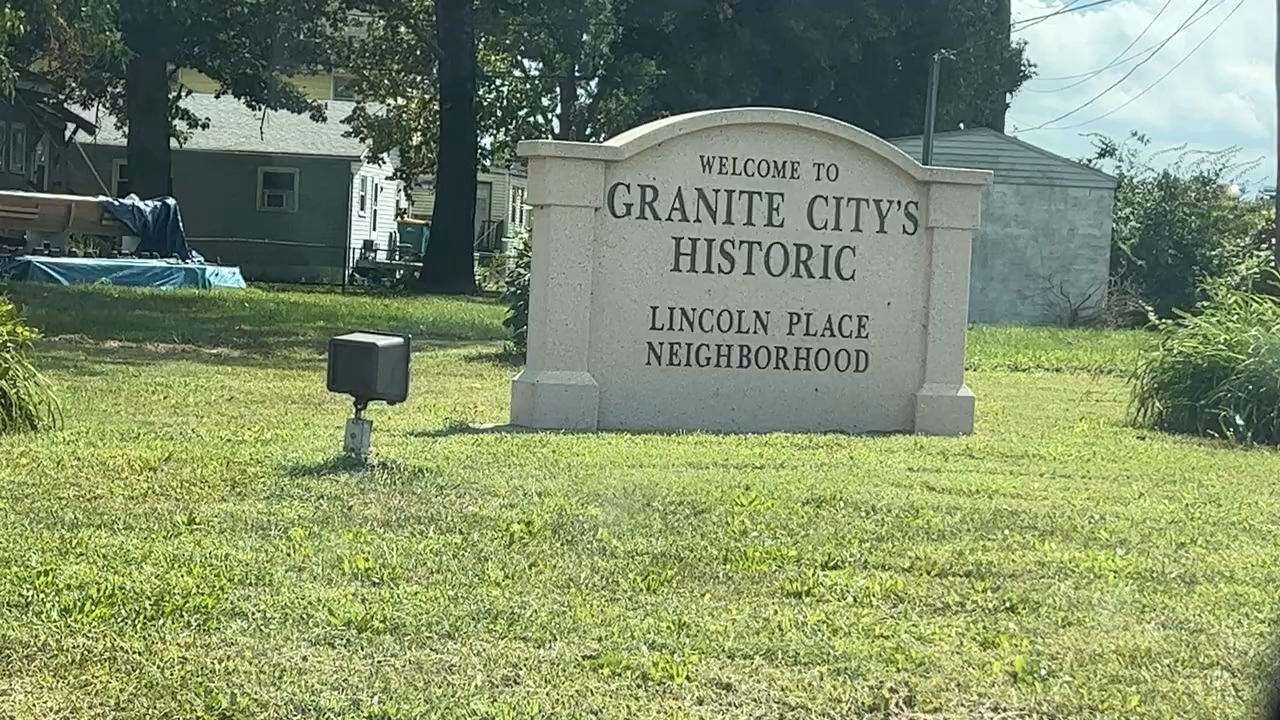 WELCOME TO
GRANITE CITY'S
HISTORIC
LINCOLN PLACE
NEIGHBORHOOD